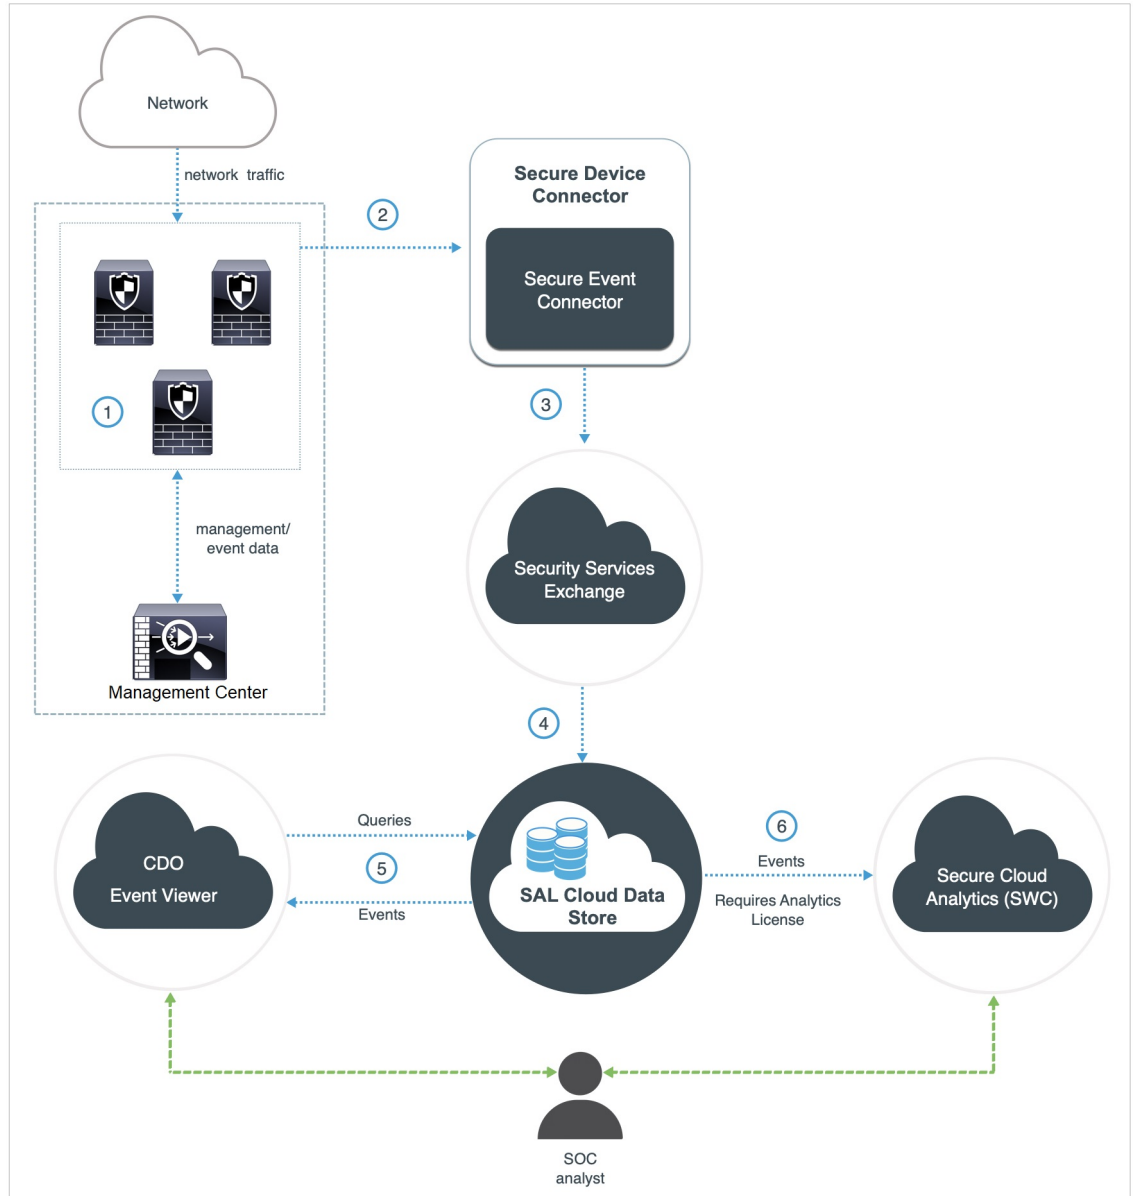 Network
network traffic
2
Secure Device
Connector
Secure Event
Connector
1
3
management/
event data
Security Services
Exchange
Management Center
4
CDO
Event Viewer
Queries
5
Events
SAL Cloud Data
Store
6
Events
Requires Analytics
License
Secure Cloud
Analytics (SWC)
SOC
analyst